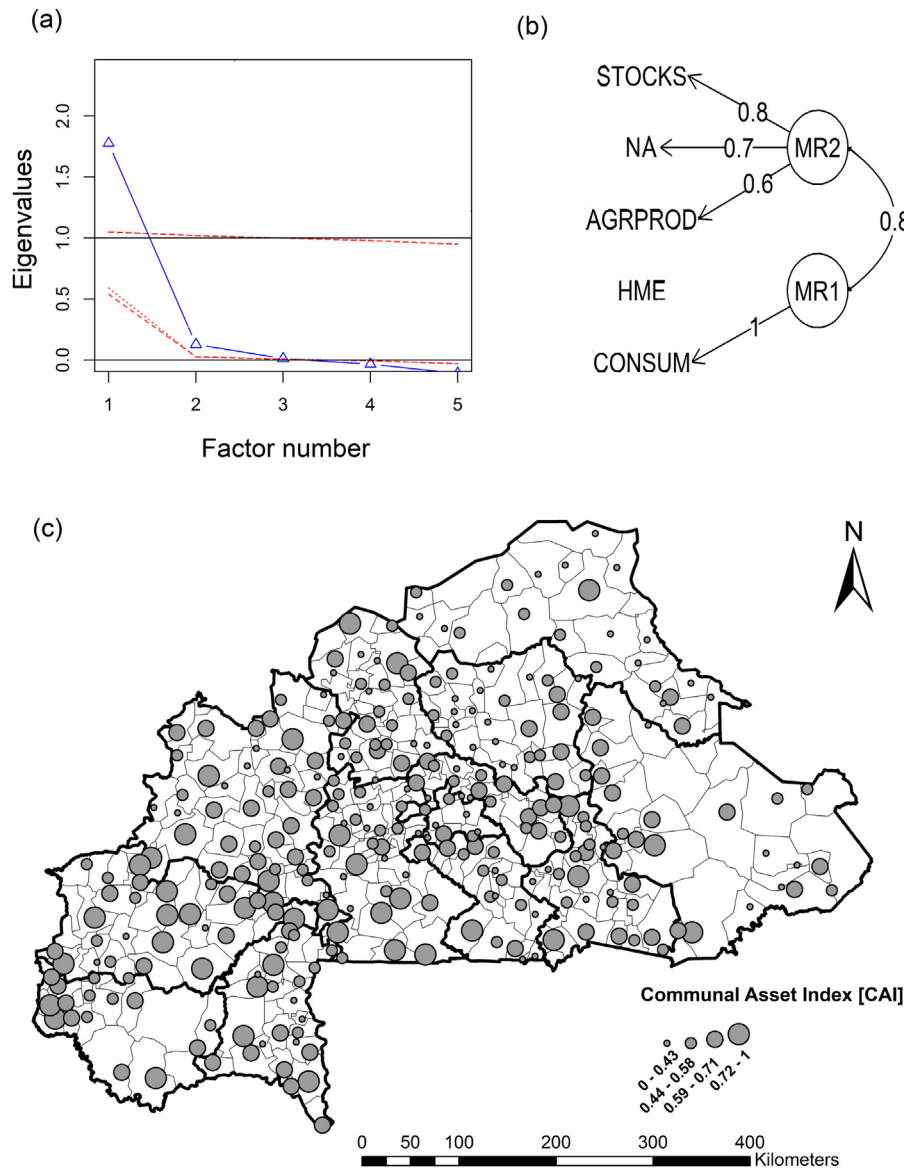 (a)
Eigenvalues
2.0
1.5
1.0
0.5
0.0
1 2 3 4 5
Factor number
(b)
STOCKS
0.8
NA
0.7
MR2
0.6
AGRPROD
0.8
HME
MR1
1
CONSUM
(c)
N
Communal Asset Index [CAI]
0 - 0.43
0.44 - 0.58
0.59 - 0.71
0.72 - 1
0 50 100 200 300 400
Kilometers